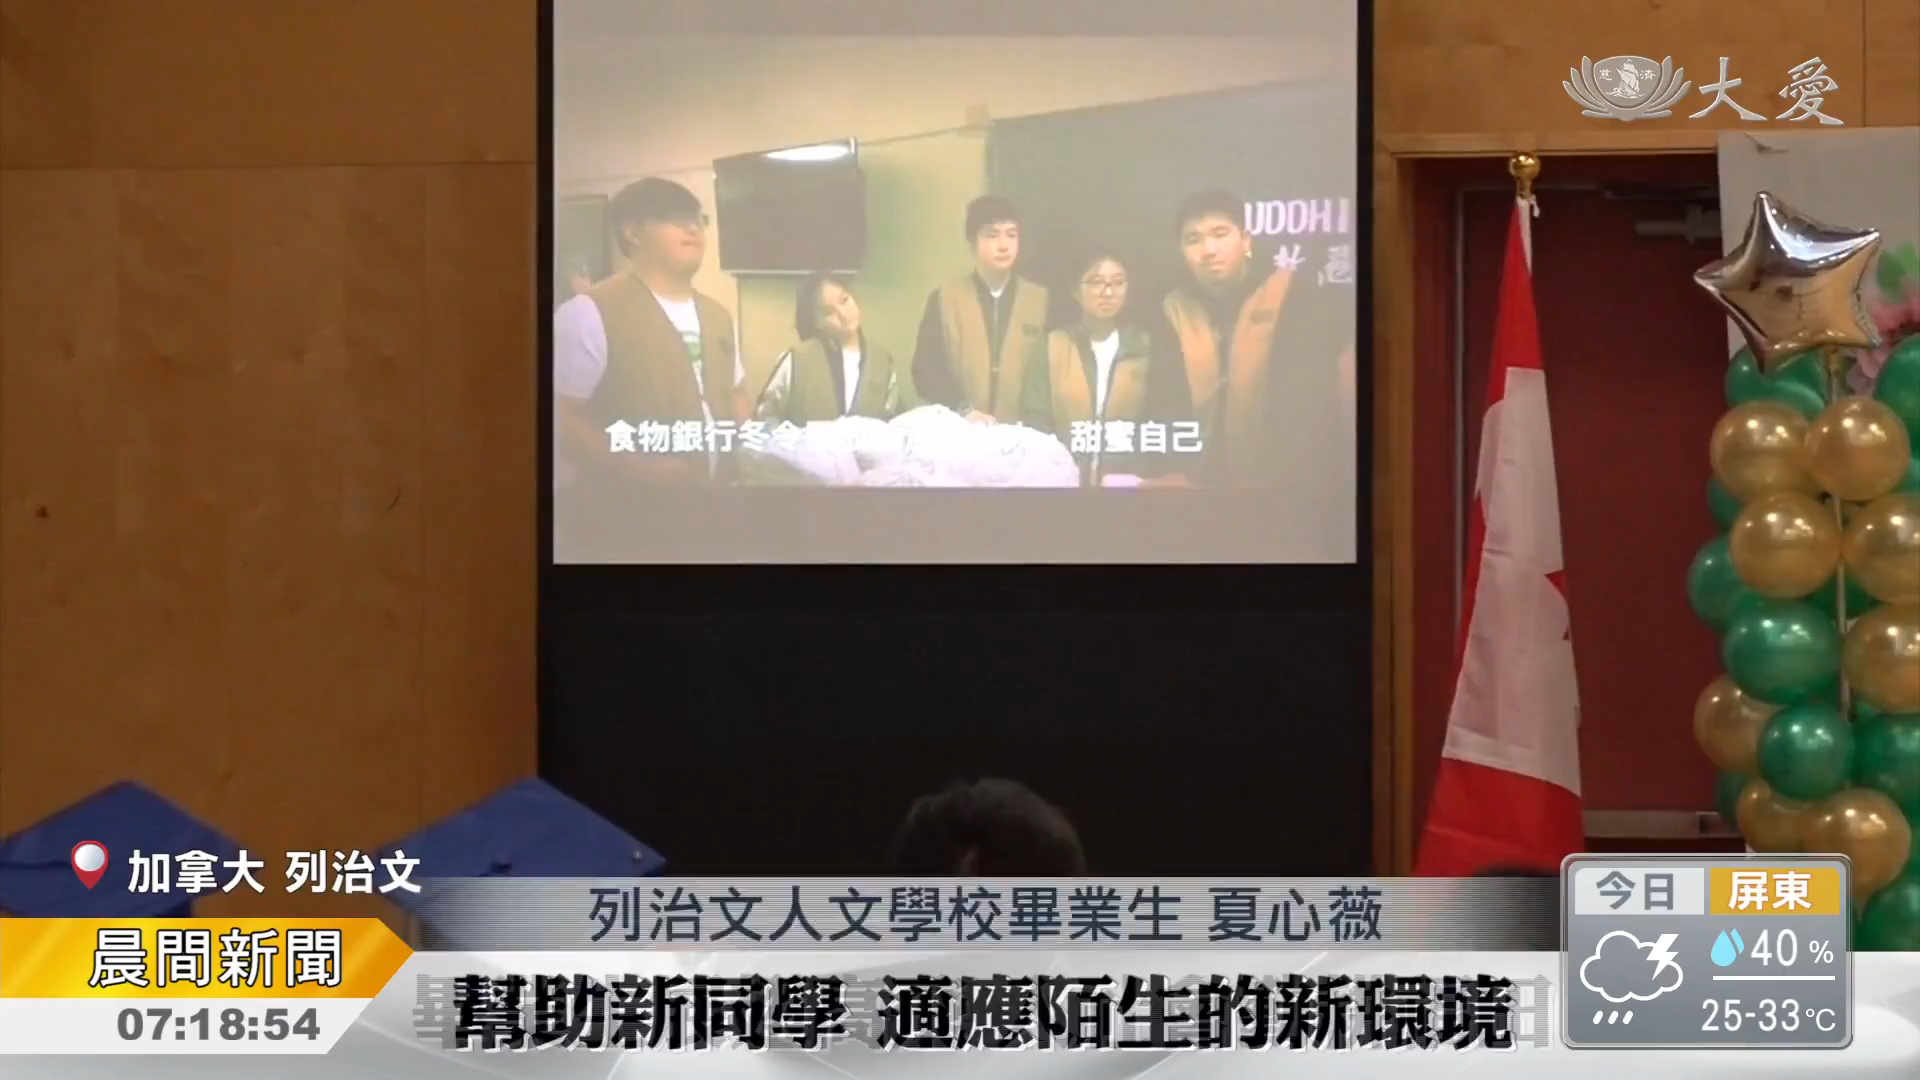 慈濟 大愛
UDDHI
食物銀行冬令
甜蜜自己
加拿大 列治文
列治文人文學校畢業生 夏心薇
晨間新聞
幫助新同學 適應陌生的新環境
07:18:54
今日 屏東
40 %
25-33°C